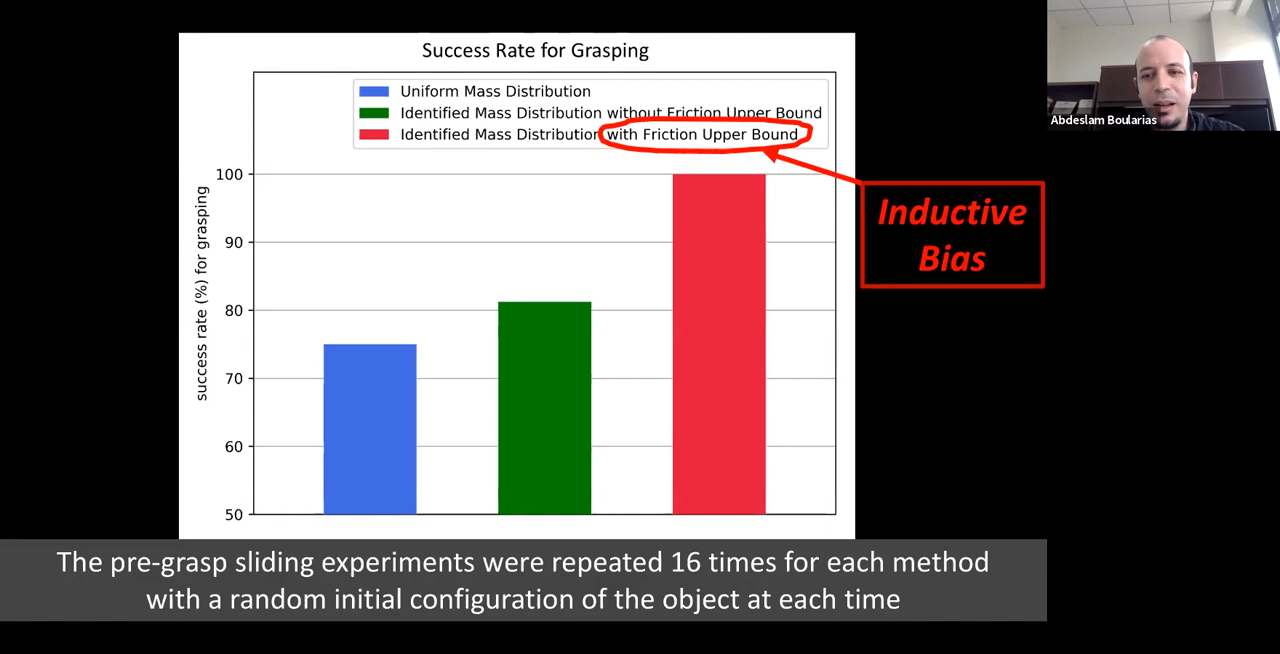 Success Rate for Grasping
Uniform Mass Distribution
Identified Mass Distribution without Friction Upper Bound
Identified Mass Distribution with Friction Upper Bound
success rate (%) for grasping
100
90
80
70
60
50
Inductive
Bias
Abdeslam Boularias
The pre-grasp sliding experiments were repeated 16 times for each method
with a random initial configuration of the object at each time